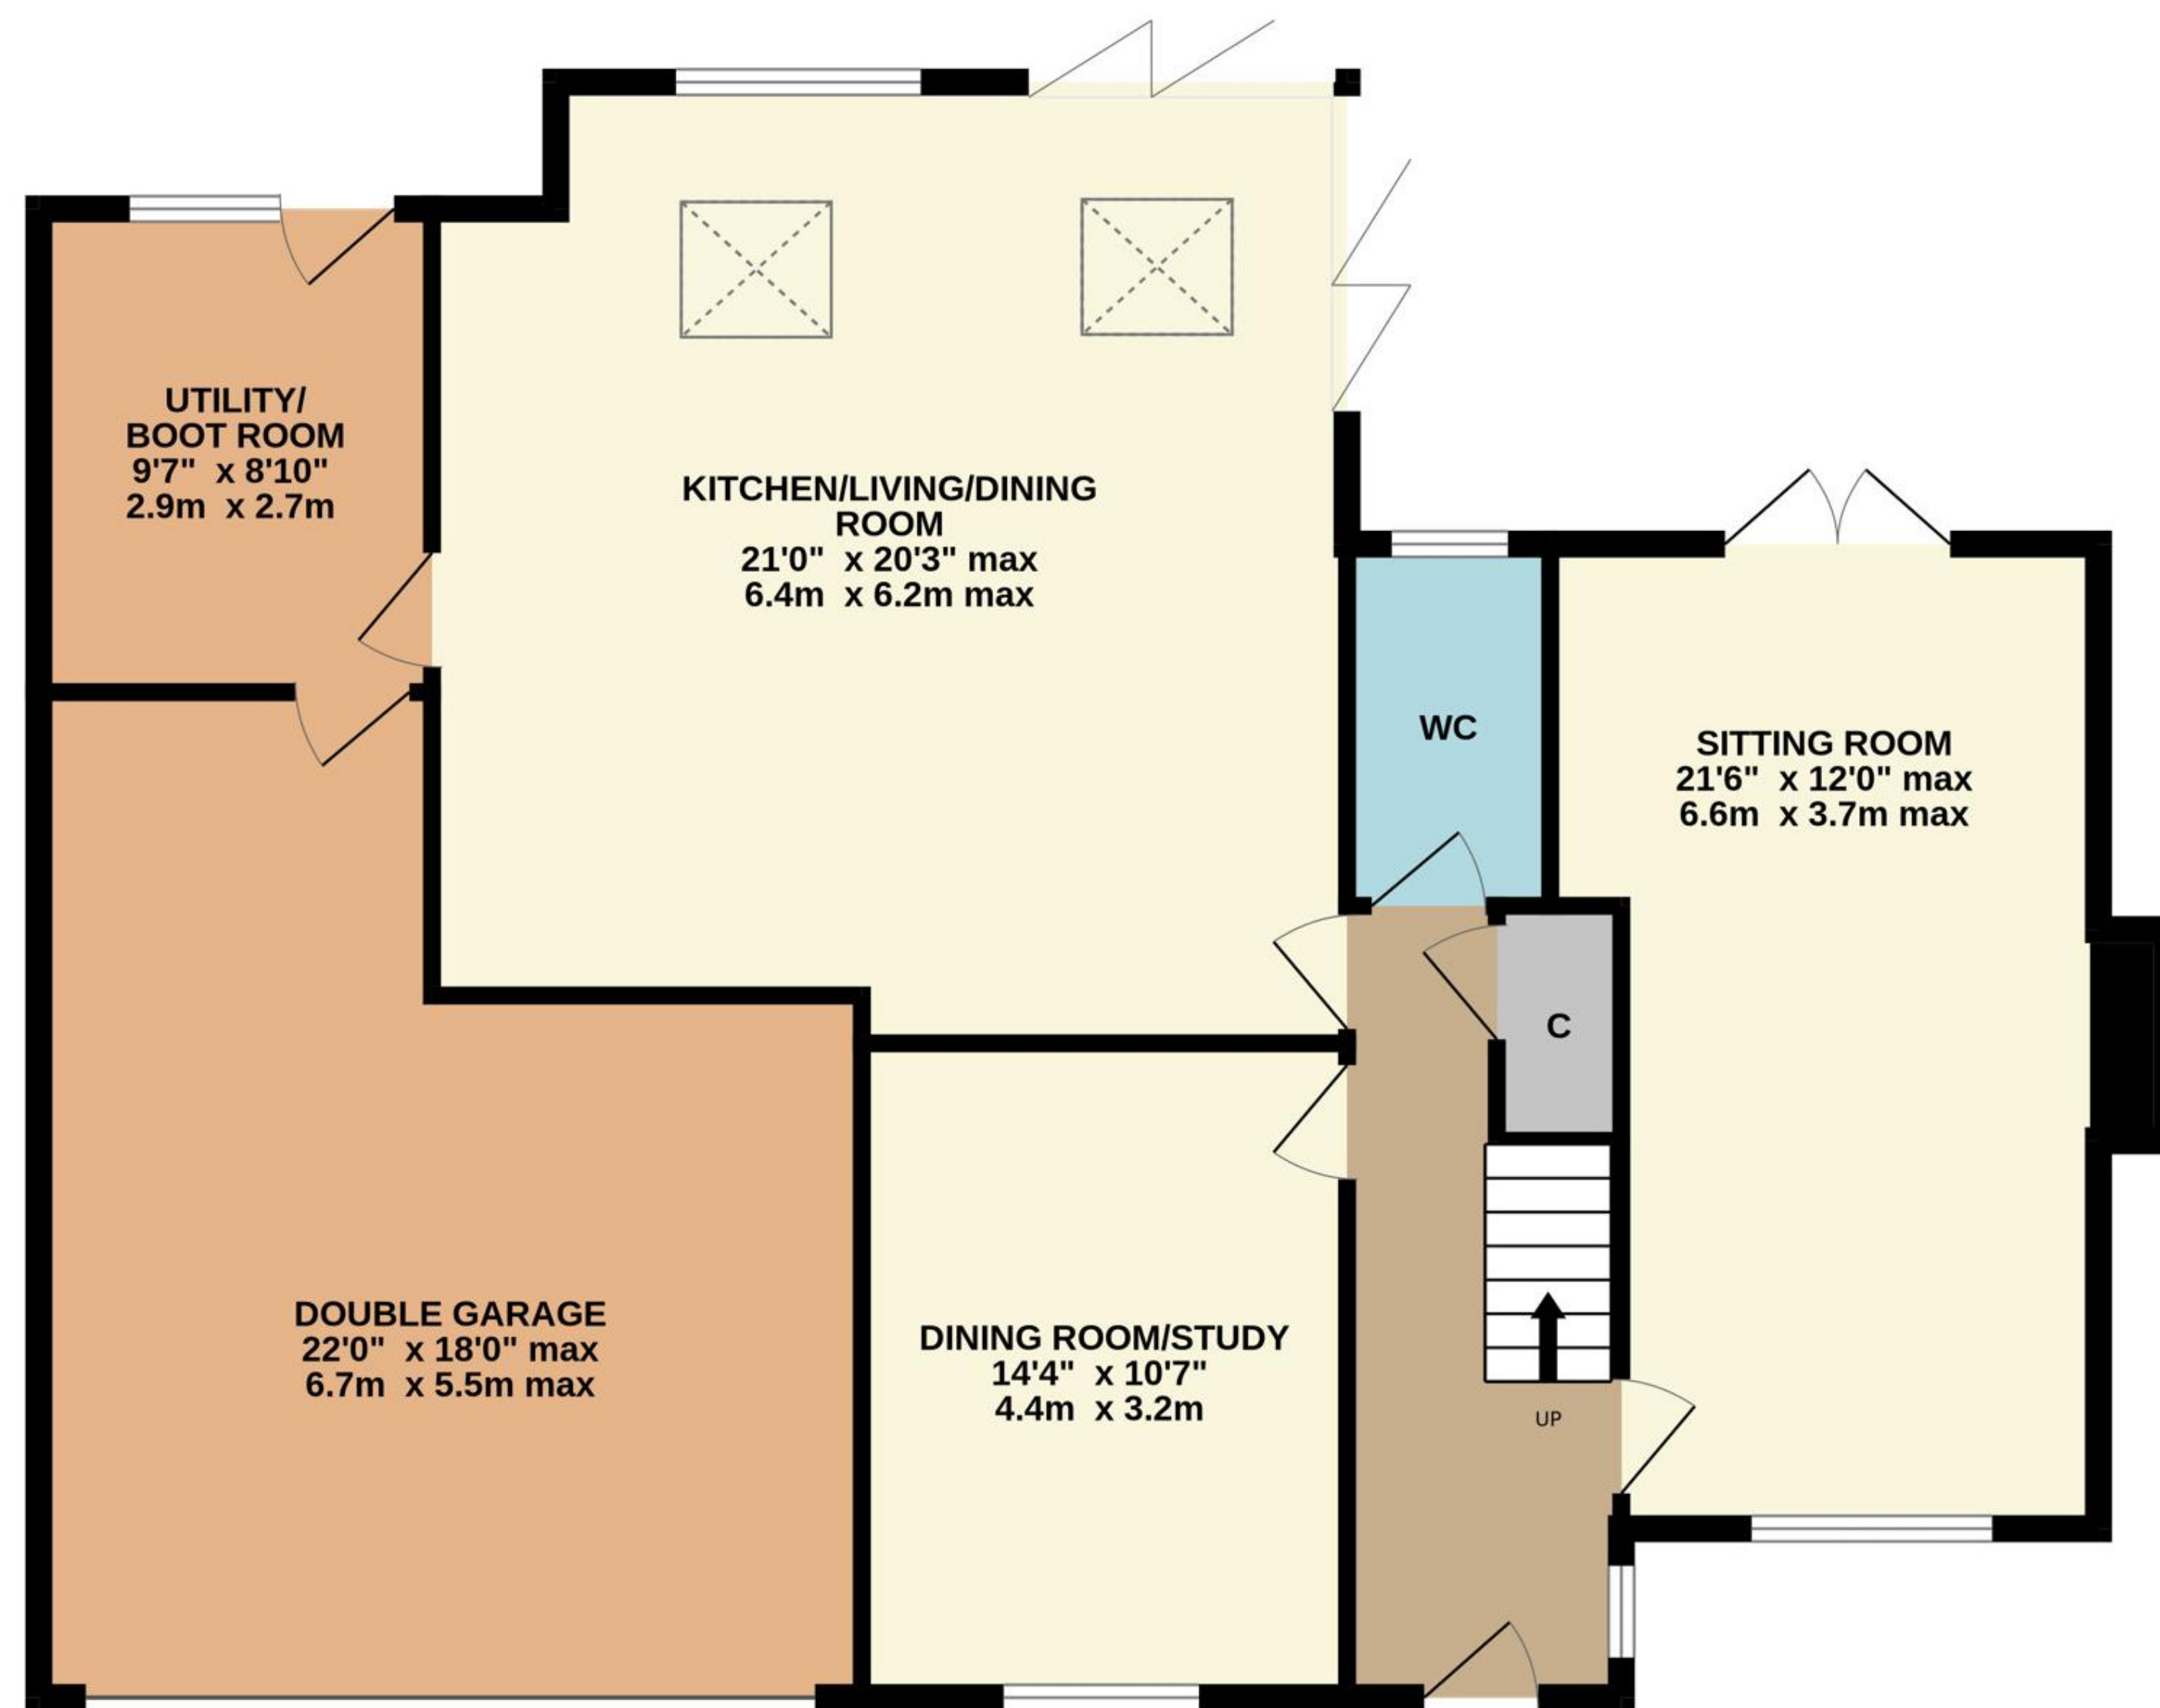 UTILITY/
BOOT ROOM
9'7" x 8'10"
2.9m x 2.7m
KITCHEN/LIVING/DINING
ROOM
21'0" x 20'3" max
6.4m x 6.2m max
WC
SITTING ROOM
21'6" x 12'0" max
6.6m x 3.7m max
C
DOUBLE GARAGE
22'0" x 18'0" max
6.7m x 5.5m max
DINING ROOM/STUDY
14'4" x 10'7"
4.4m x 3.2m
UP